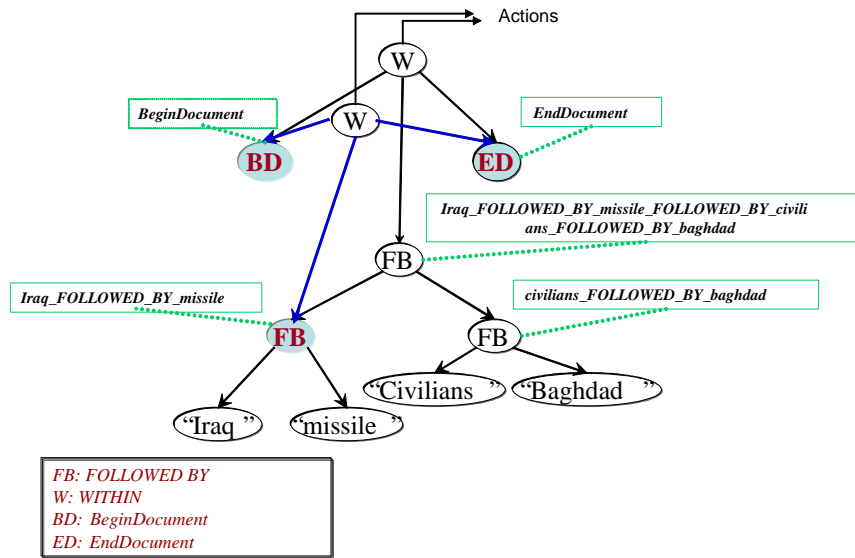 Actions
W
BeginDocument
W
EndDocument
BD
ED
Iraq_FOLLOWED_BY_missile_FOLLOWED_BY_civili
ans_FOLLOWED_BY_baghdad
FB
Iraq_FOLLOWED_BY_missile
civilians_FOLLOWED_BY_baghdad
FB
FB
“Civilians ”
“Baghdad ”
“Iraq ”
“missile ”
FB: FOLLOWED BY
W: WITHIN
BD: BeginDocument
ED: EndDocument